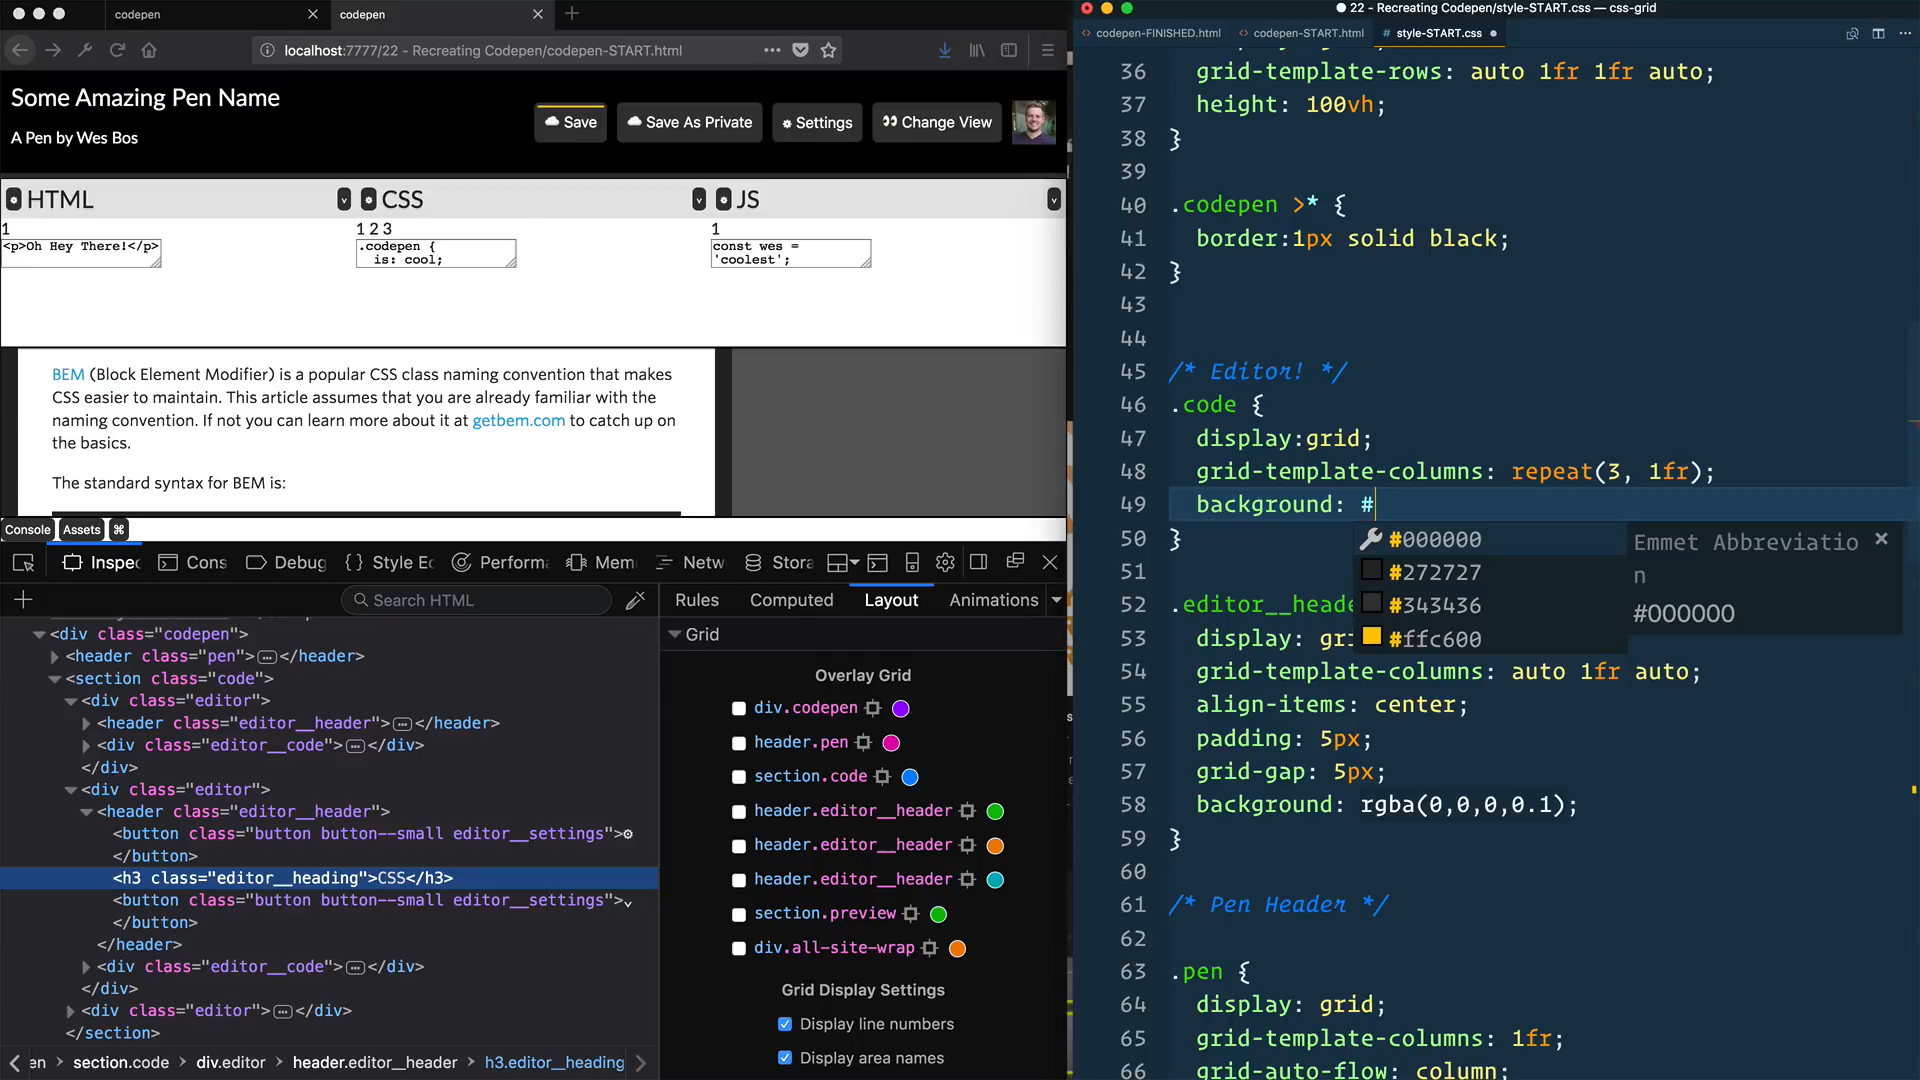 codepen
codepen
localhost:7777/22 - Recreating Codepen/codepen-START.html
Some Amazing Pen Name
A Pen by Wes Bos
Save
Save As Private
Settings
Change View
HTML
v
CSS
v
JS
v
1
1 2 3
1
<p>Oh Hey There!</p>
.codepen {
is: cool;
const wes =
'coolest';
BEM (Block Element Modifier) is a popular CSS class naming convention that makes
CSS easier to maintain. This article assumes that you are already familiar with the
naming convention. If not you can learn more about it at getbem.com to catch up on
the basics.
The standard syntax for BEM is:
Console
Assets
⌘
Inspec
Cons
Debug
Style Ec
Performa
Mem
Netw
Stora
Search HTML
<div class="codepen">
<header class="pen"></header>
<section class="code">
<div class="editor">
<header class="editor__header"></header>
<div class="editor__code"></div>
</div>
<div class="editor">
<header class="editor__header">
<button class="button button--small editor__settings">⚙
</button>
<h3 class="editor__heading">CSS</h3>
<button class="button button--small editor__settings">⌄
</button>
</header>
<div class="editor__code"></div>
</div>
<div class="editor"></div>
</section>
en > section.code > div.editor > header.editor__header > h3.editor__heading
Rules
Computed
Layout
Animations
Grid
Overlay Grid
div.codepen
header.pen
section.code
header.editor__header
header.editor__header
header.editor__header
section.preview
div.all-site-wrap
Grid Display Settings
Display line numbers
Display area names
22 - Recreating Codepen/style-START.css — css-grid
codepen-FINISHED.html
codepen-START.html
# style-START.css
36 grid-template-rows: auto 1fr 1fr auto;
37 height: 100vh;
38 }
39
40 .codepen >* {
41 border:1px solid black;
42 }
43
44
45 /* Editor! */
46 .code {
47 display:grid;
48 grid-template-columns: repeat(3, 1fr);
49 background: #
50 }
51
52 .editor__heade
53 display: gri
54 grid-template-columns: auto 1fr auto;
55 align-items: center;
56 padding: 5px;
57 grid-gap: 5px;
58 background: rgba(0,0,0,0.1);
59 }
60
61 /* Pen Header */
62
63 .pen {
64 display: grid;
65 grid-template-columns: 1fr;
66 grid-auto-flow: column;
#000000
#272727
#343436
#ffc600
Emmet Abbreviatio
n
#000000